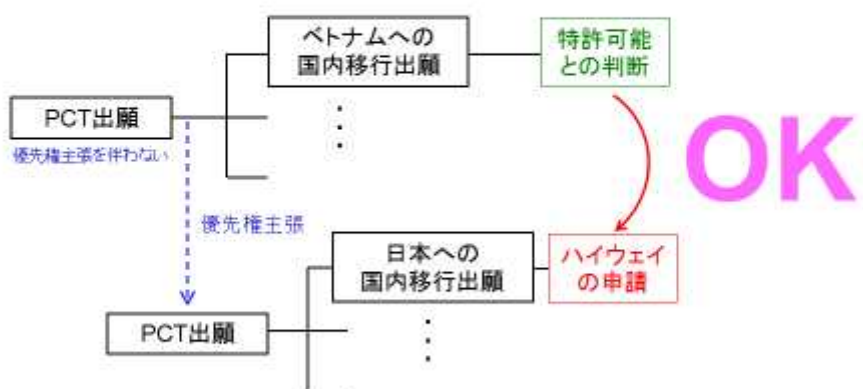 ベトナムへの
国内移行出願
特許可能
との判断
PCT出願
優先権主張を伴わない
OK
優先権主張
日本への
国内移行出願
ハイウェイ
の申請
PCT出願